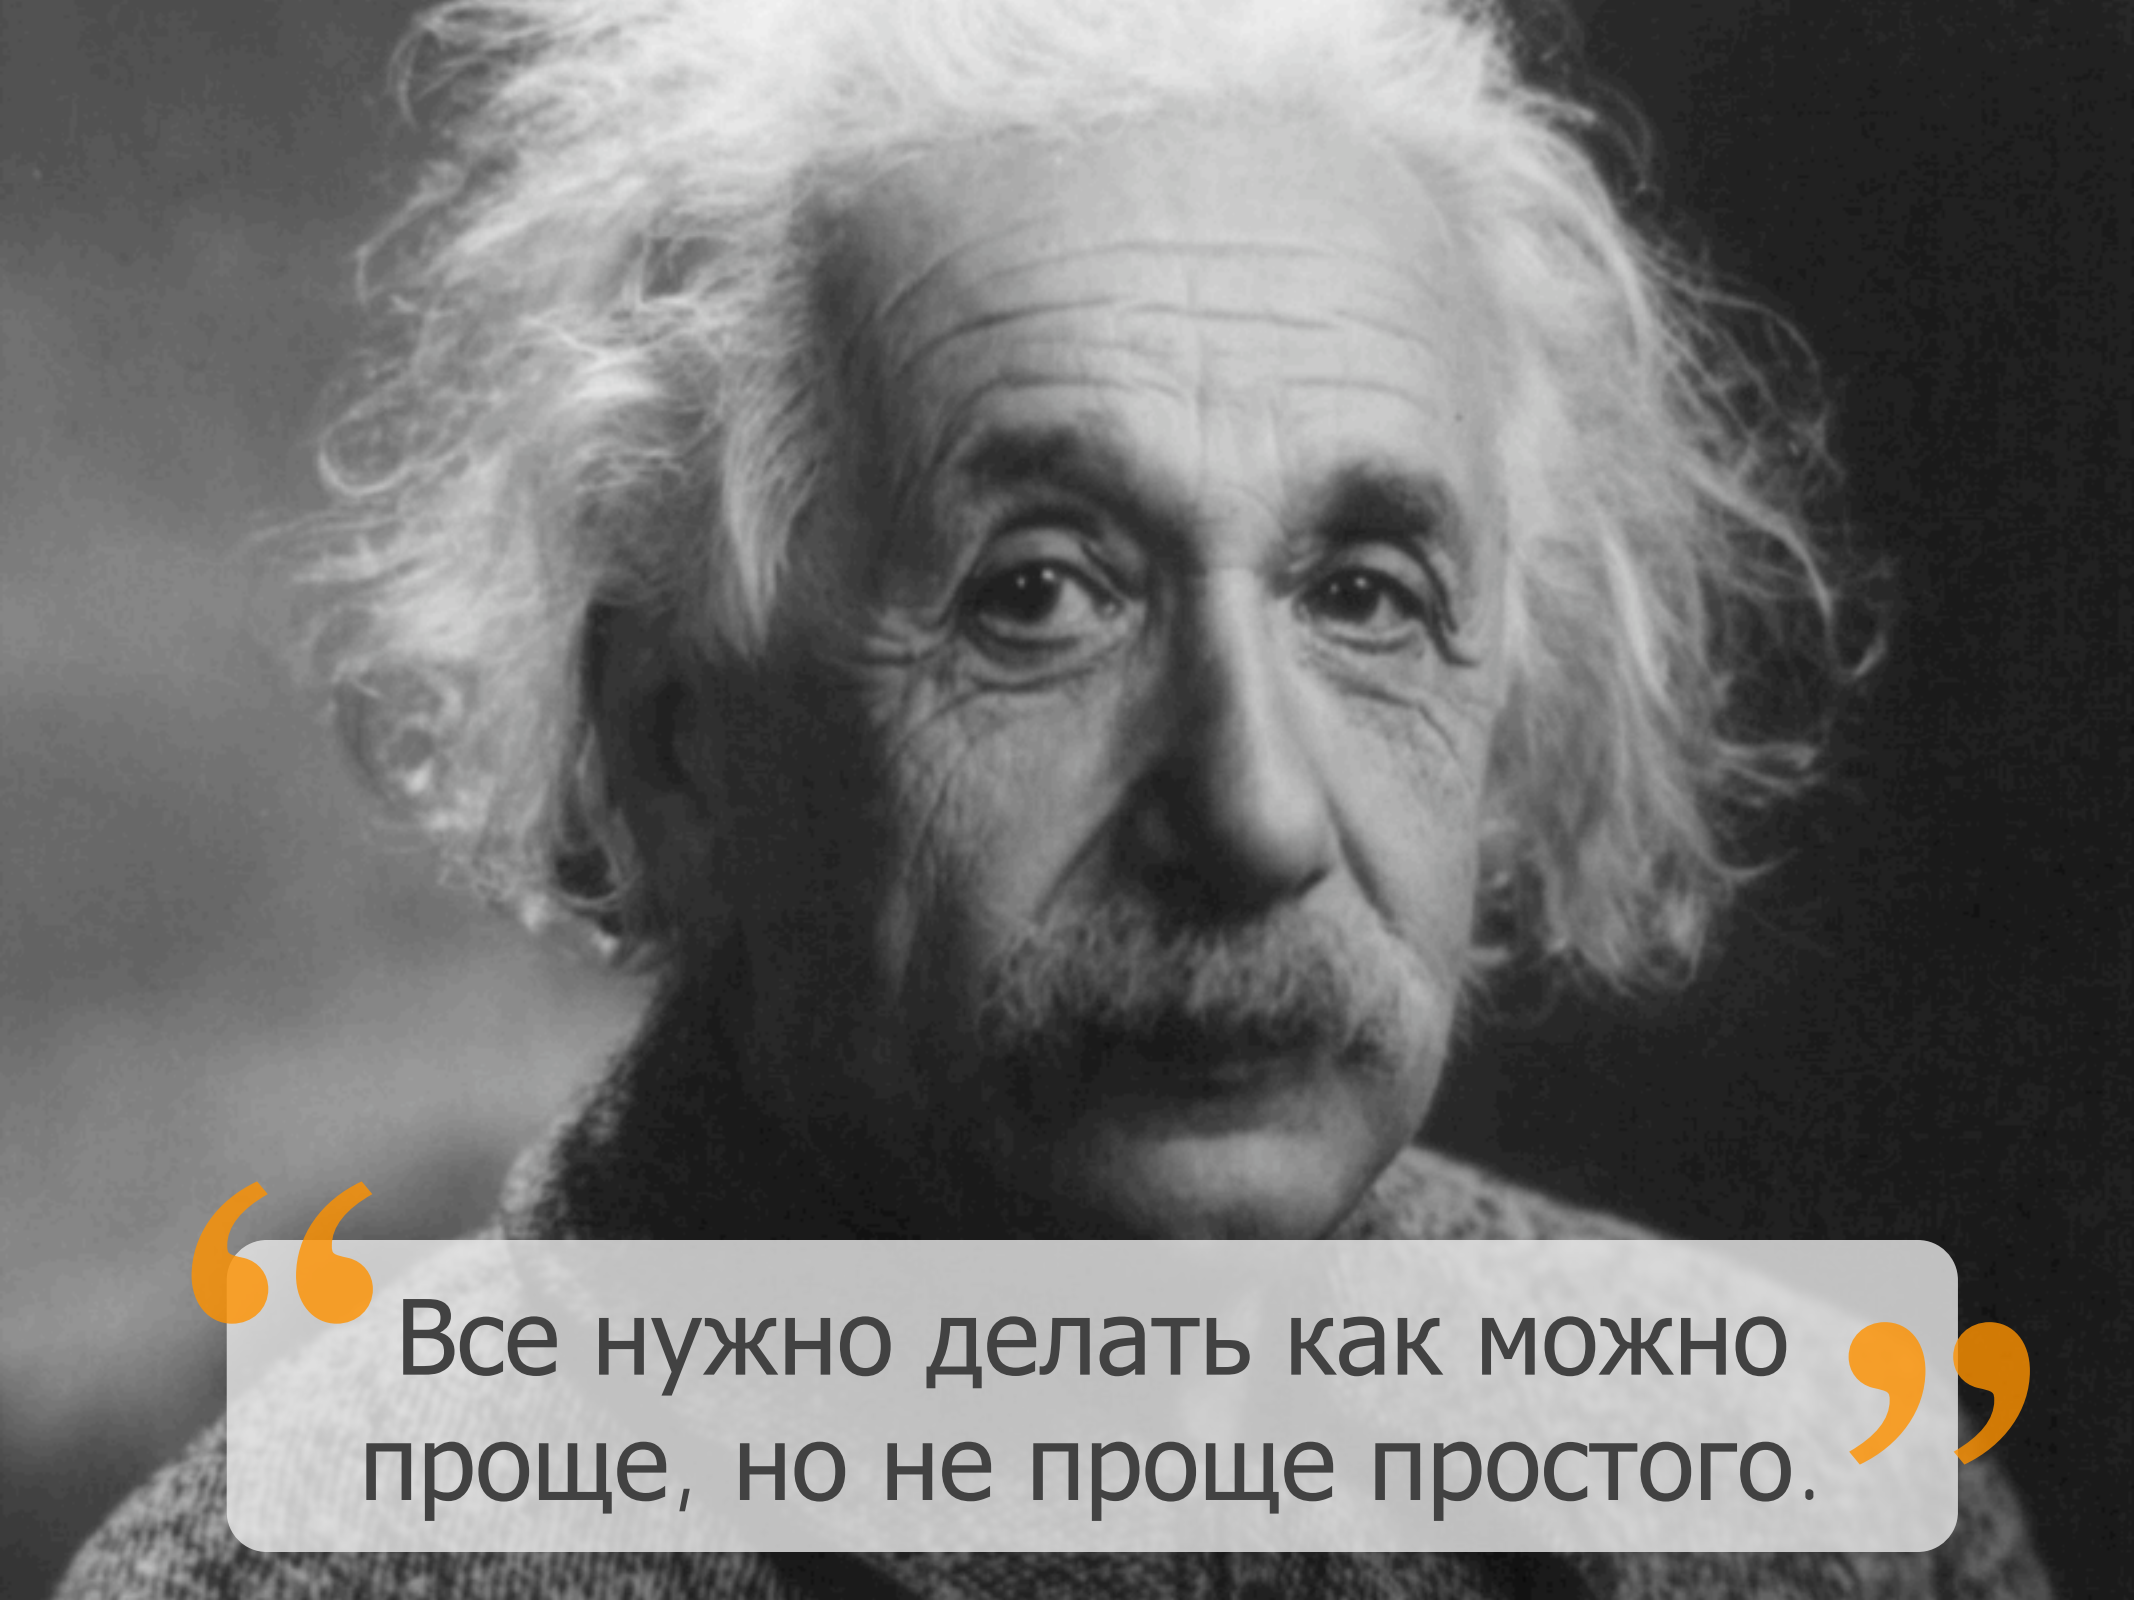 Все нужно делать как можно
проще, но не проще простого.